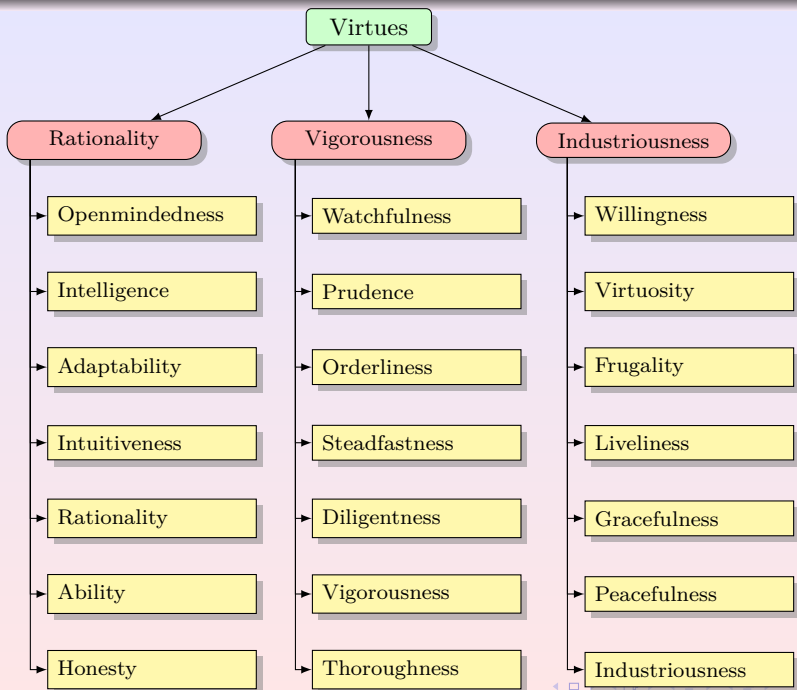 Virtues
Rationality
Openmindedness
Intelligence
Adaptability
Intuitiveness
Rationality
Ability
Honesty
Vigorousness
Watchfulness
Prudence
Orderliness
Steadfastness
Diligentness
Vigorousness
Thoroughness
Industriousness
Willingness
Virtuosity
Frugality
Liveliness
Gracefulness
Peacefulness
Industriousness